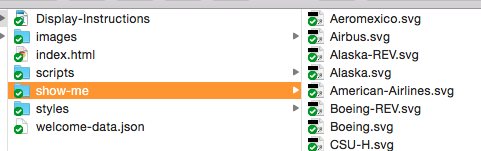 Display-Instructions
images
index.html
scripts
show-me
styles
welcome-data.json
Aeromexico.svg
Airbus.svg
Alaska-REV.svg
Alaska.svg
American-Airlines.svg
Boeing-REV.svg
Boeing.svg
CSU-H.svg